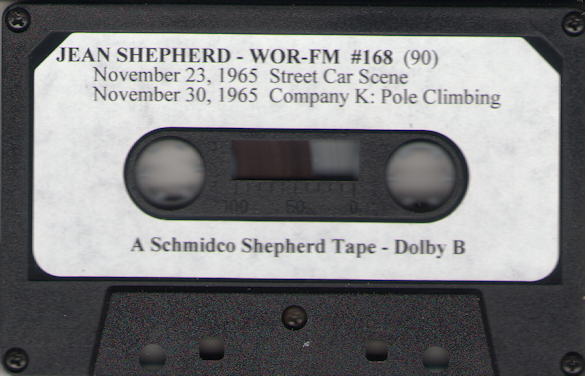 JEAN SHEPHERD - WOR-FM #168 (90)
November 23, 1965 Street Car Scene
November 30, 1965 Company K: Pole Climbing
100 50 0
A Schmidco Shepherd Tape - Dolby B